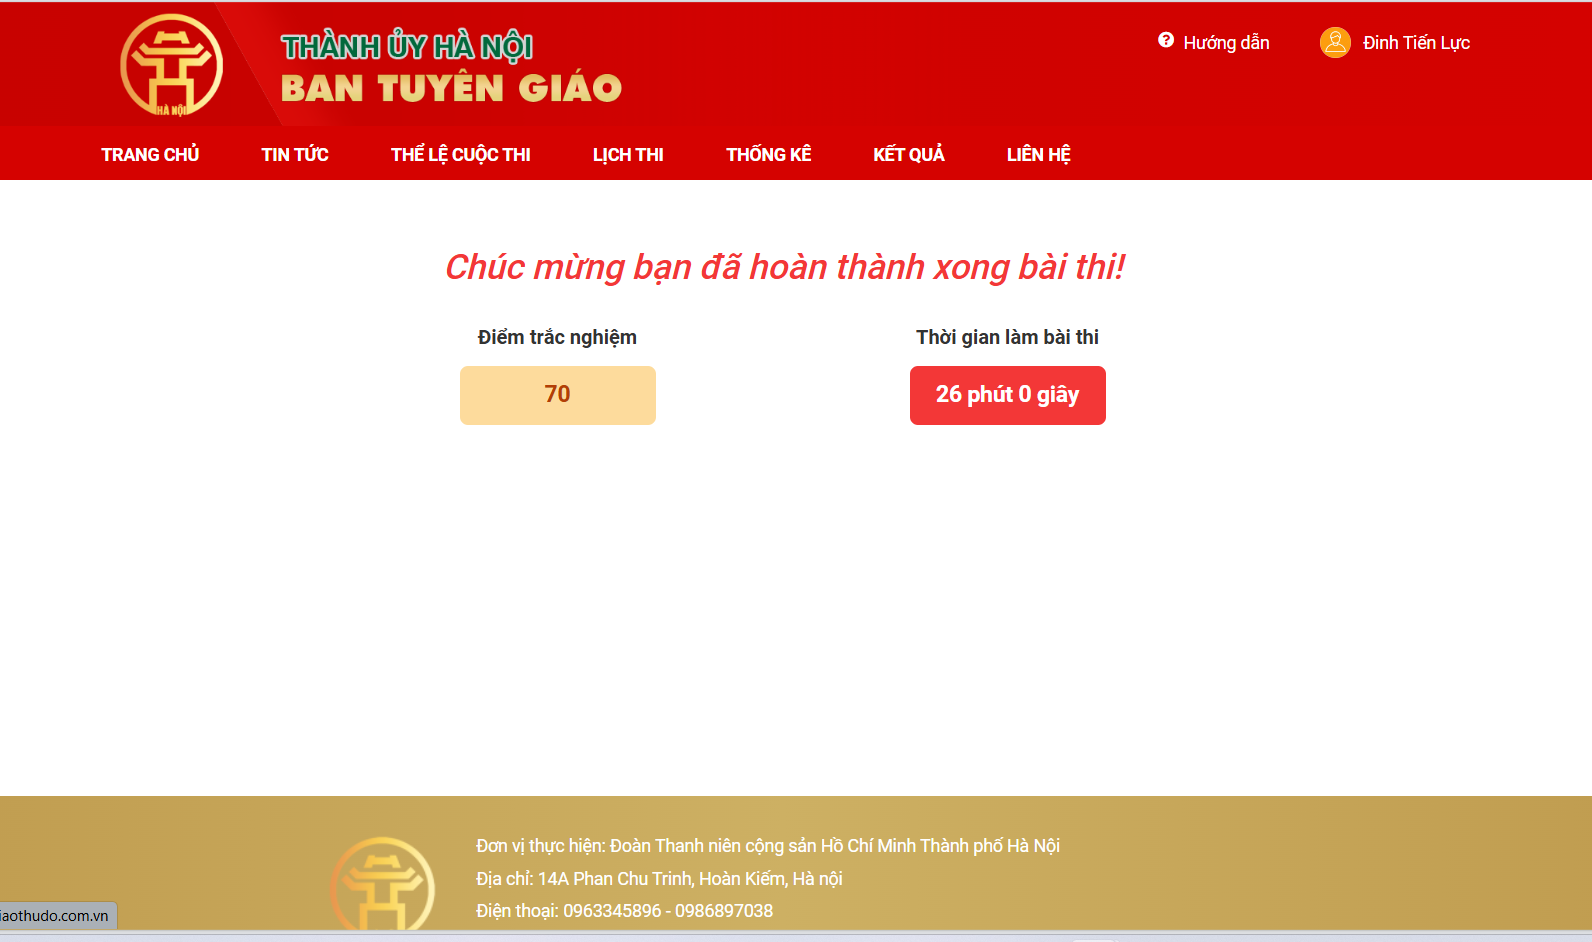 HÀ NỘI
THÀNH ỦY HÀ NỘI
BAN TUYÊN GIÁO
Hướng dẫn
Đinh Tiến Lực
TRANG CHỦ TIN TỨC THỂ LỆ CUỘC THI LỊCH THI THỐNG KÊ KẾT QUẢ LIÊN HỆ
Chúc mừng bạn đã hoàn thành xong bài thi!
Điểm trắc nghiệm
70
Thời gian làm bài thi
26 phút 0 giây
Đơn vị thực hiện: Đoàn Thanh niên cộng sản Hồ Chí Minh Thành phố Hà Nội
Địa chỉ: 14A Phan Chu Trinh, Hoàn Kiếm, Hà nội
Điện thoại: 0963345896 - 0986897038
iaothudo.com.vn